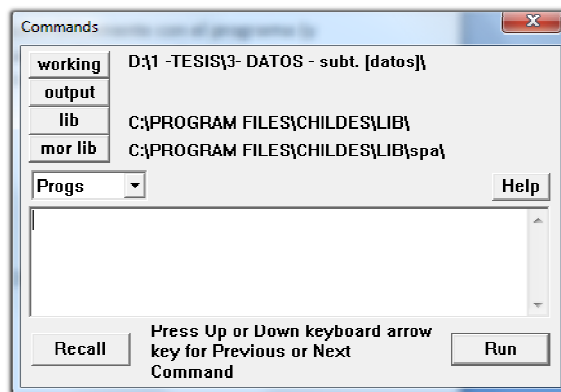 Commands
working D:\1 -TESIS\3- DATOS - subt. [datos]\
output
lib C:\PROGRAM FILES\CHILDES\LIB\
mor lib C:\PROGRAM FILES\CHILDES\LIB\spa\
Progs Help
Recall Press Up or Down keyboard arrow key for Previous or Next Command Run